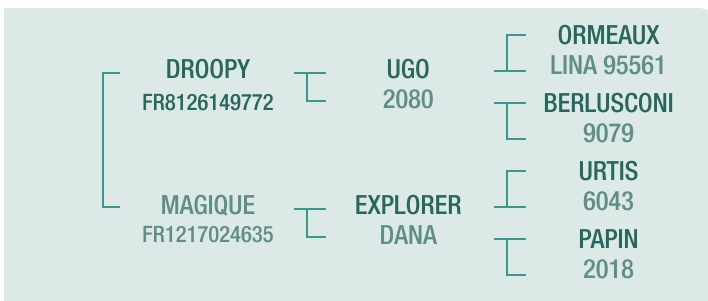 DROOPY
FR8126149772
MAGIQUE
FR1217024635
UGO
2080
EXPLORER
DANA
ORMEAUX
LINA 95561
BERLUSCONI
9079
URTIS
6043
PAPIN
2018